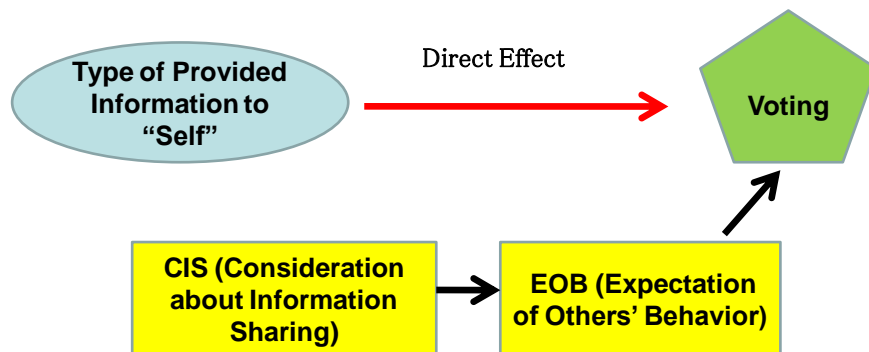 Type of Provided
Information to
“Self”
Direct Effect
Voting
CIS (Consideration
about Information
Sharing)
EOB (Expectation
of Others’ Behavior)